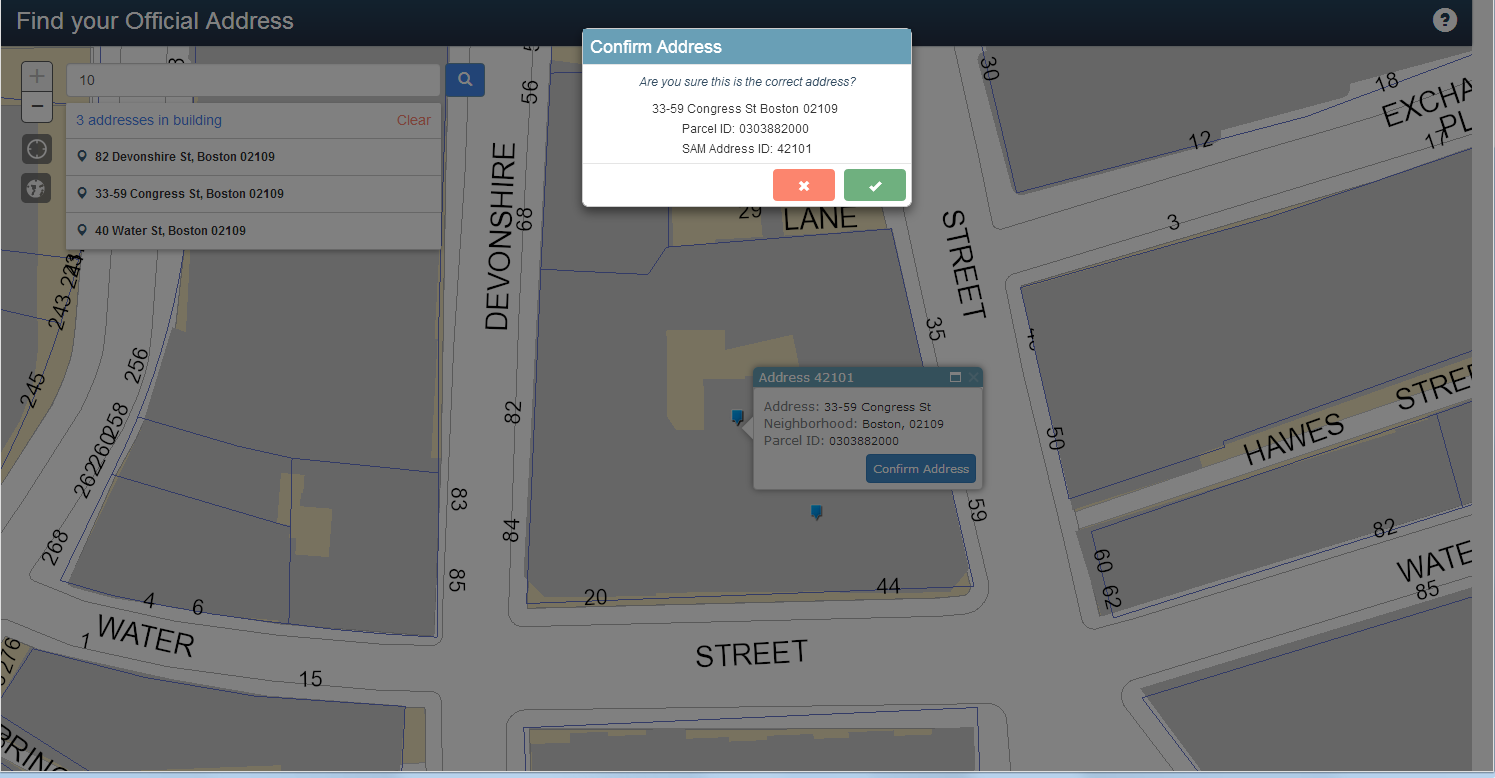 Find your Official Address
?
Confirm Address
Are you sure this is the correct address?
33-59 Congress St Boston 02109
Parcel ID: 0303882000
SAM Address ID: 42101
10
3 addresses in building
Clear
82 Devonshire St, Boston 02109
33-59 Congress St, Boston 02109
40 Water St, Boston 02109
Address 42101
Address: 33-59 Congress St
Neighborhood: Boston, 02109
Parcel ID: 0303882000
Confirm Address
DEVONSHIRE
56
68
82
84
83
85
29
LANE
STREET
30
12
18
EXCHA
PL
17
3
35
59
50
HAWES
STREE
60
62
82
WATE
85
243
245
256
258
260
262
268
4
6
1
WATER
15
276
20
44
STREET